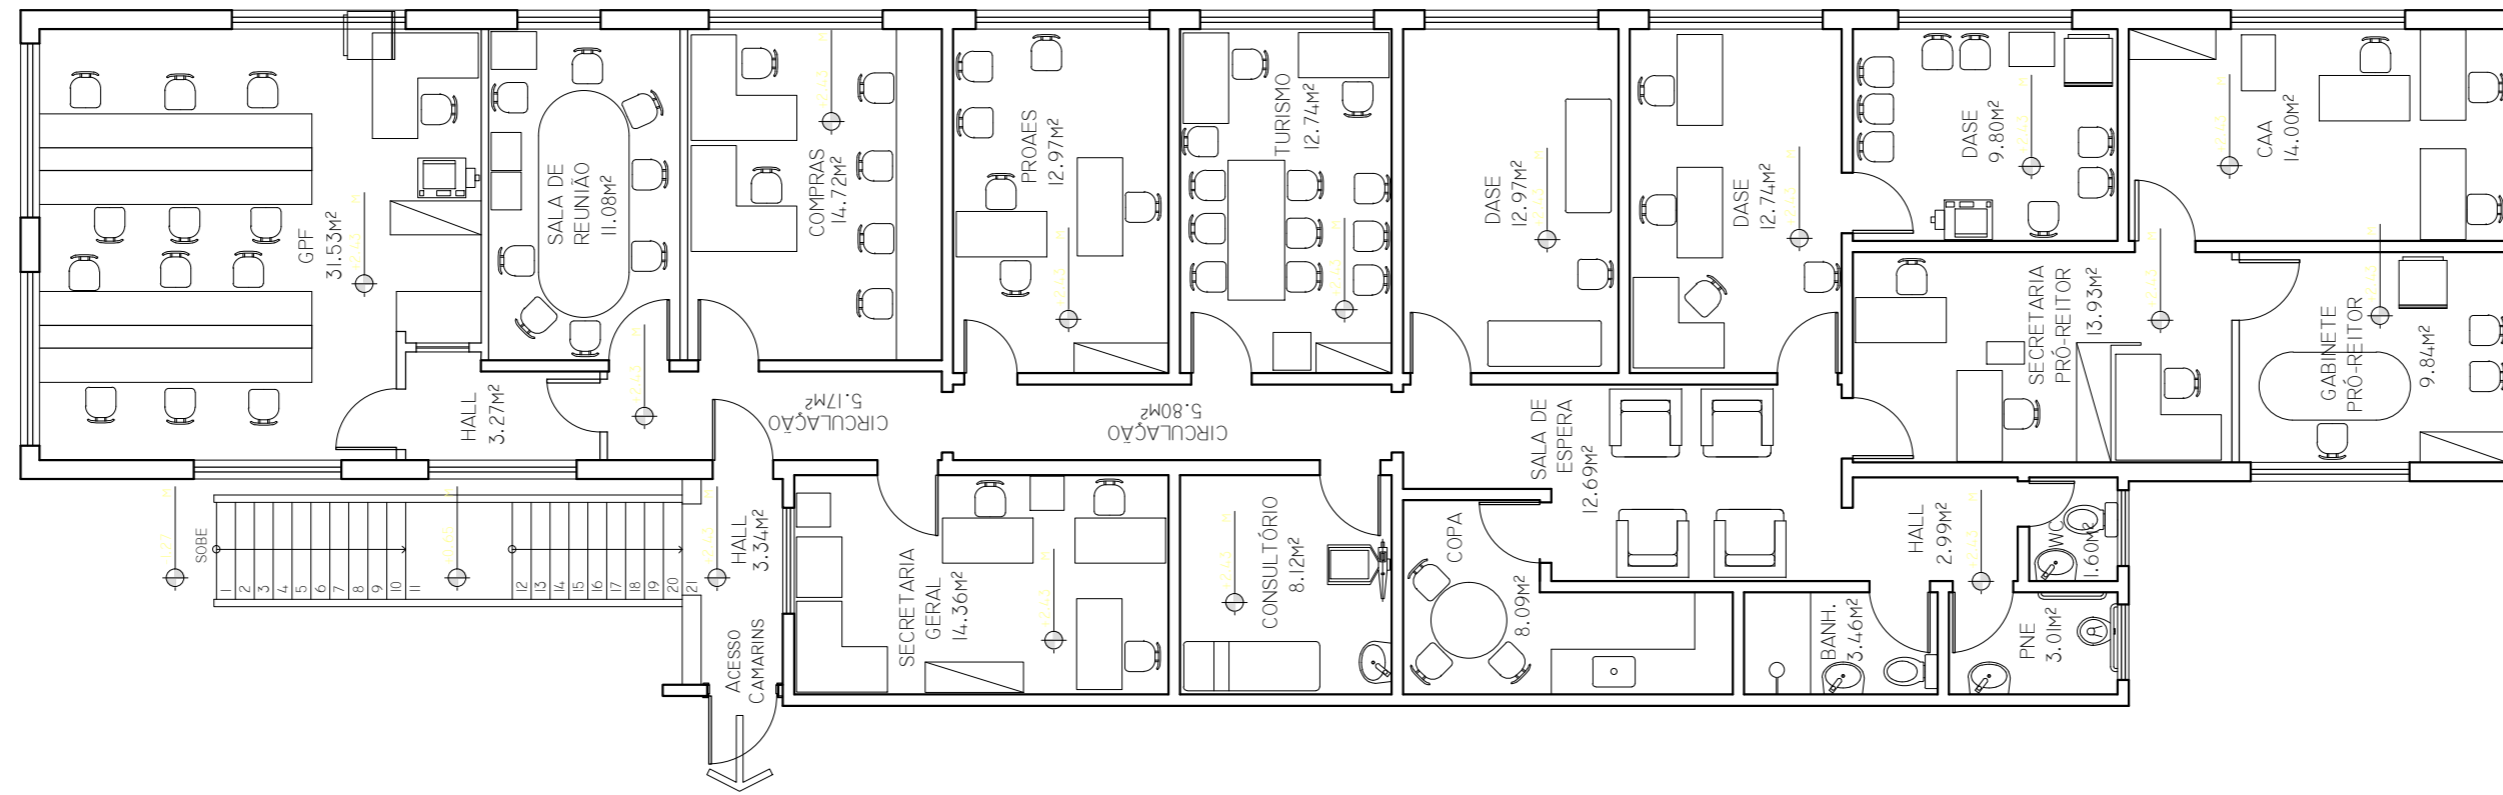 GPF
31.53M²
SALA DE
REUNIÃO
11.08M²
COMPRAS
14.72M²
PROAES
12.97M²
TURISMO
12.74M²
DASE
12.97M²
DASE
12.74M²
DASE
9.80M²
CAA
14.00M²
SECRETARIA
PRÓ-REITOR
13.93M²
GABINETE
PRÓ-REITOR
9.84M²
HALL
3.27M²
CIRCULAÇÃO
5.17M²
CIRCULAÇÃO
5.80M²
SALA DE
ESPERA
12.69M²
SOBE
1
2
3
4
5
6
7
8
9
10
11
12
13
14
15
16
17
18
19
20
21
HALL
3.34M²
ACESSO
CAMARINS
SECRETARIA
GERAL
14.36M²
CONSULTÓRIO
8.12M²
COPA
8.09M²
HALL
2.99M²
WC
1.60M²
BANH.
3.46M²
PNE
3.01M²